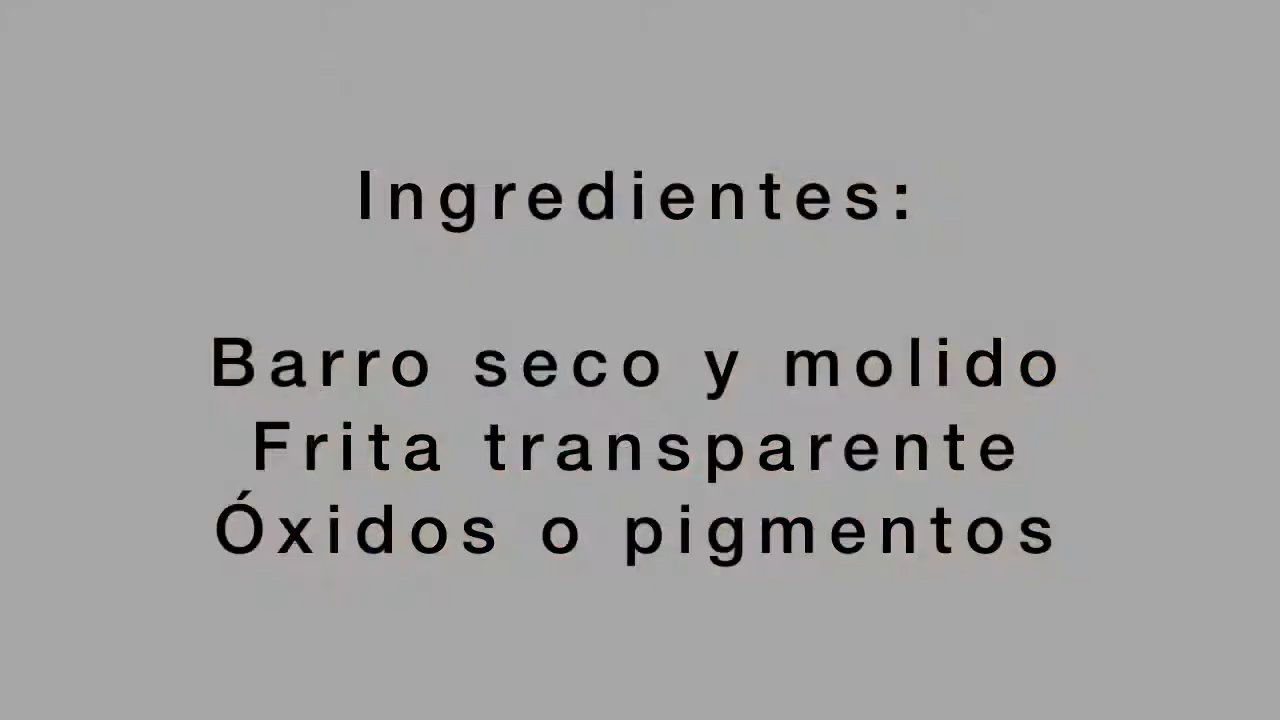 Ingredientes:
Barro seco y molido
Frita transparente
Óxidos o pigmentos